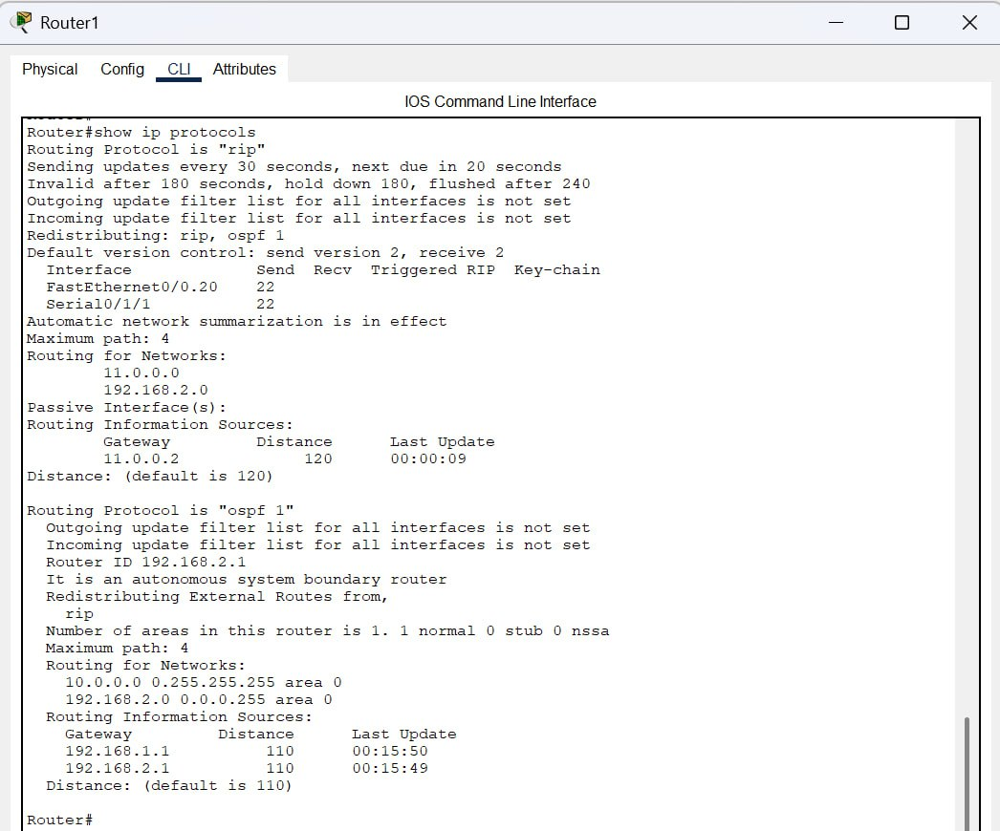 Router1
Physical Config CLI Attributes
IOS Command Line Interface
Router#show ip protocols
Routing Protocol is "rip"
Sending updates every 30 seconds, next due in 20 seconds
Invalid after 180 seconds, hold down 180, flushed after 240
Outgoing update filter list for all interfaces is not set
Incoming update filter list for all interfaces is not set
Redistributing: rip, ospf 1
Default version control: send version 2, receive 2
  Interface             Send  Recv  Triggered RIP  Key-chain
  FastEthernet0/0.20    22
  Serial0/1/1           22
Automatic network summarization is in effect
Maximum path: 4
Routing for Networks:
        11.0.0.0
        192.168.2.0
Passive Interface(s):
Routing Information Sources:
        Gateway         Distance      Last Update
        11.0.0.2             120      00:00:09
Distance: (default is 120)

Routing Protocol is "ospf 1"
  Outgoing update filter list for all interfaces is not set
  Incoming update filter list for all interfaces is not set
  Router ID 192.168.2.1
  It is an autonomous system boundary router
  Redistributing External Routes from,
    rip
  Number of areas in this router is 1. 1 normal 0 stub 0 nssa
  Maximum path: 4
  Routing for Networks:
    10.0.0.0 0.255.255.255 area 0
    192.168.2.0 0.0.0.255 area 0
  Routing Information Sources:
    Gateway         Distance      Last Update
    192.168.1.1          110      00:15:50
    192.168.2.1          110      00:15:49
  Distance: (default is 110)

Router#